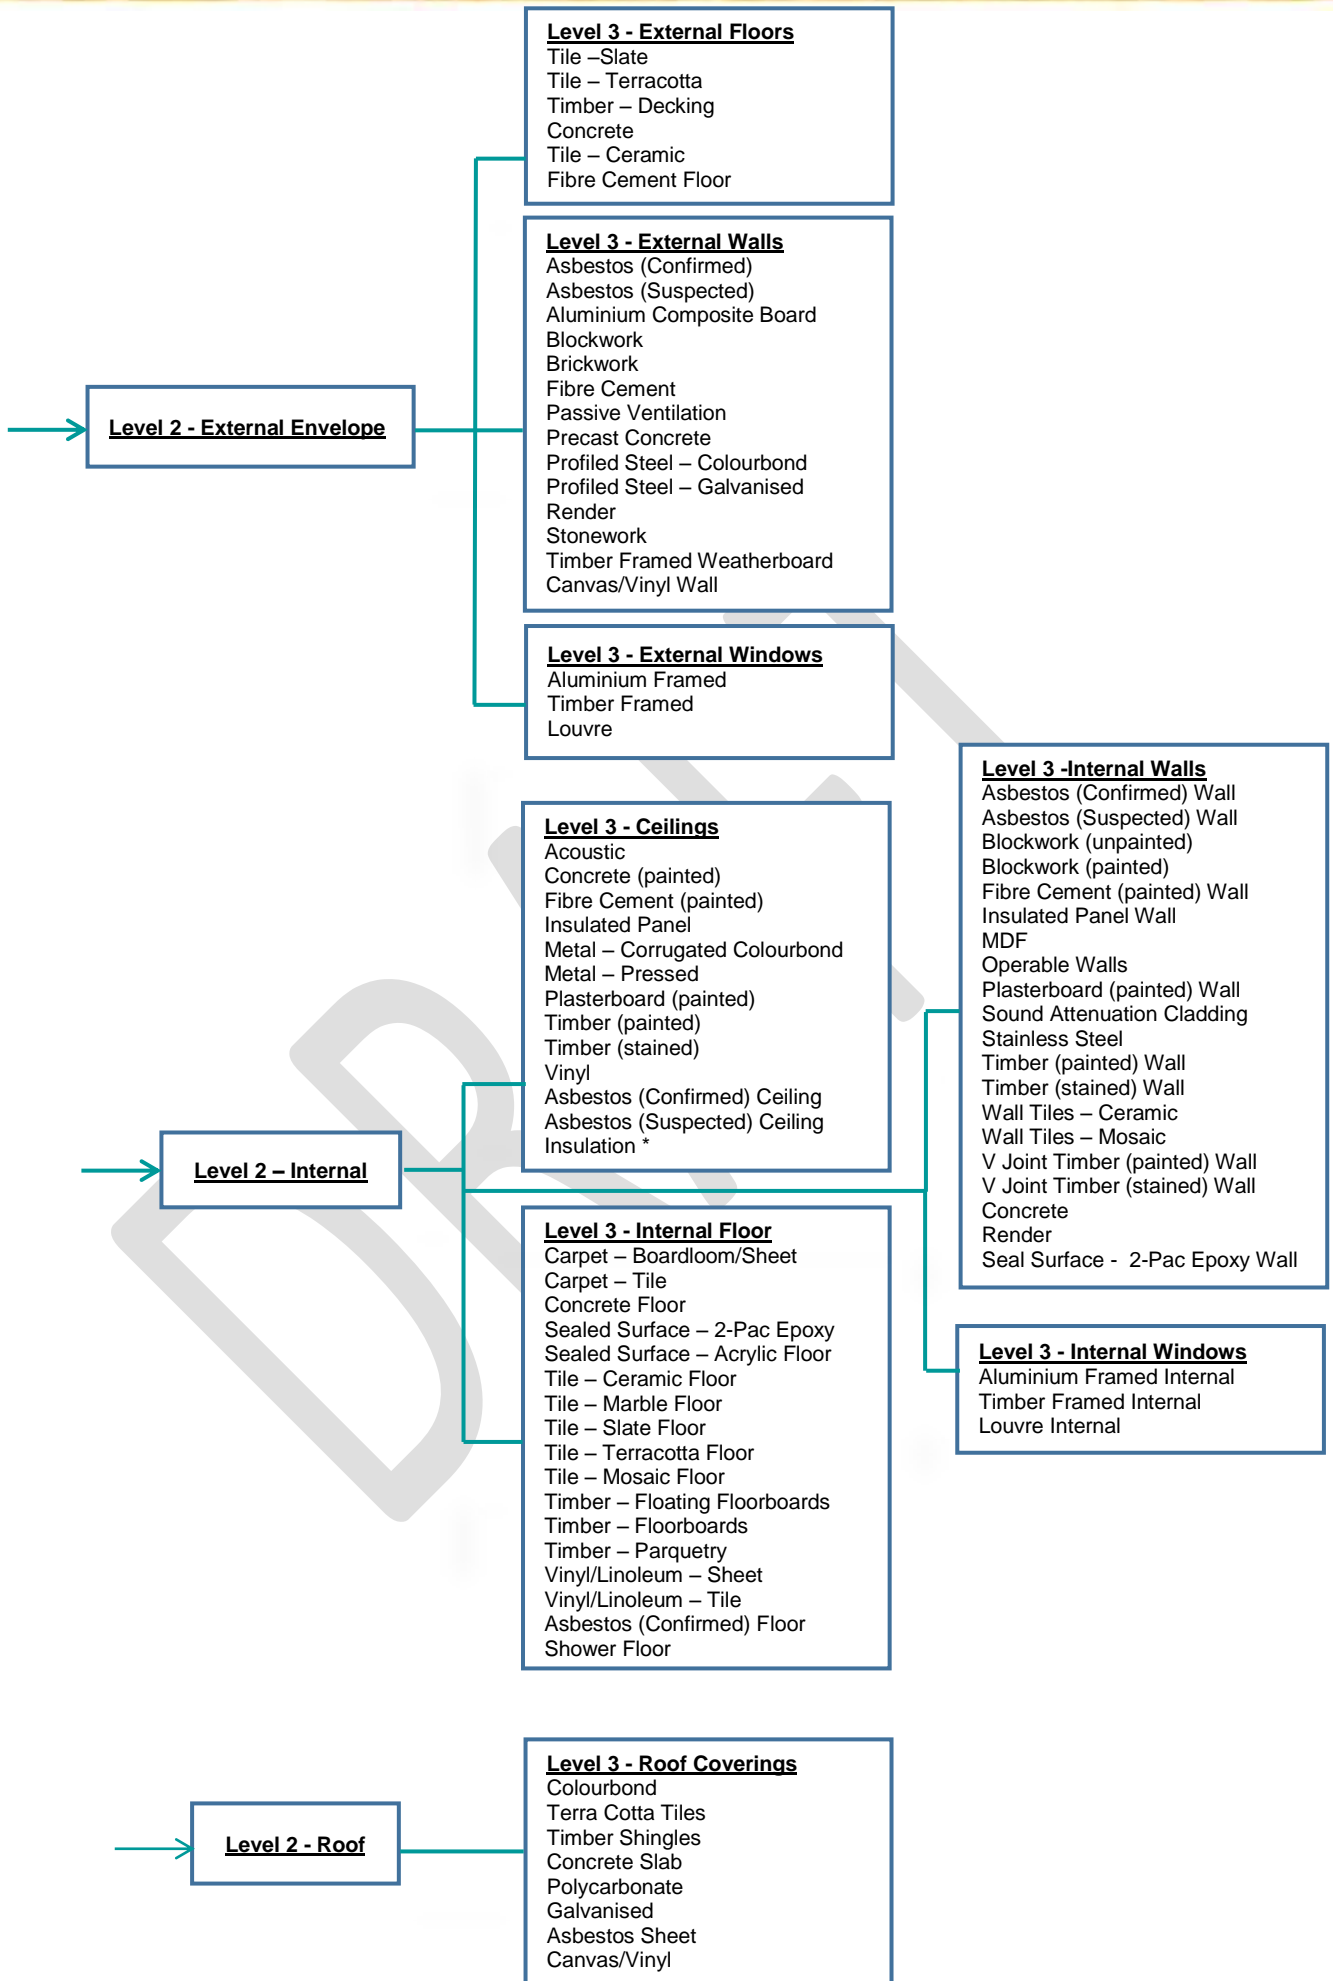 Level 3 - External Floors
Tile –Slate
Tile – Terracotta
Timber – Decking
Concrete
Tile – Ceramic
Fibre Cement Floor
Level 3 - External Walls
Asbestos (Confirmed)
Asbestos (Suspected)
Aluminium Composite Board
Blockwork
Brickwork
Fibre Cement
Passive Ventilation
Precast Concrete
Profiled Steel – Colourbond
Profiled Steel – Galvanised
Render
Stonework
Timber Framed Weatherboard
Canvas/Vinyl Wall
Level 2 - External Envelope
Level 3 - External Windows
Aluminium Framed
Timber Framed
Louvre
Level 3 - Ceilings
Acoustic
Concrete (painted)
Fibre Cement (painted)
Insulated Panel
Metal – Corrugated Colourbond
Metal – Pressed
Plasterboard (painted)
Timber (painted)
Timber (stained)
Vinyl
Asbestos (Confirmed) Ceiling
Asbestos (Suspected) Ceiling
Insulation *
Level 3 -Internal Walls
Asbestos (Confirmed) Wall
Asbestos (Suspected) Wall
Blockwork (unpainted)
Blockwork (painted)
Fibre Cement (painted) Wall
Insulated Panel Wall
MDF
Operable Walls
Plasterboard (painted) Wall
Sound Attenuation Cladding
Stainless Steel
Timber (painted) Wall
Timber (stained) Wall
Wall Tiles – Ceramic
Wall Tiles – Mosaic
V Joint Timber (painted) Wall
V Joint Timber (stained) Wall
Concrete
Render
Seal Surface - 2-Pac Epoxy Wall
Level 2 – Internal
Level 3 - Internal Floor
Carpet – Boardloom/Sheet
Carpet – Tile
Concrete Floor
Sealed Surface – 2-Pac Epoxy
Sealed Surface – Acrylic Floor
Tile – Ceramic Floor
Tile – Marble Floor
Tile – Slate Floor
Tile – Terracotta Floor
Tile – Mosaic Floor
Timber – Floating Floorboards
Timber – Floorboards
Timber – Parquetry
Vinyl/Linoleum – Sheet
Vinyl/Linoleum – Tile
Asbestos (Confirmed) Floor
Shower Floor
Level 3 - Internal Windows
Aluminium Framed Internal
Timber Framed Internal
Louvre Internal
Level 2 - Roof
Level 3 - Roof Coverings
Colourbond
Terra Cotta Tiles
Timber Shingles
Concrete Slab
Polycarbonate
Galvanised
Asbestos Sheet
Canvas/Vinyl
DRAFT